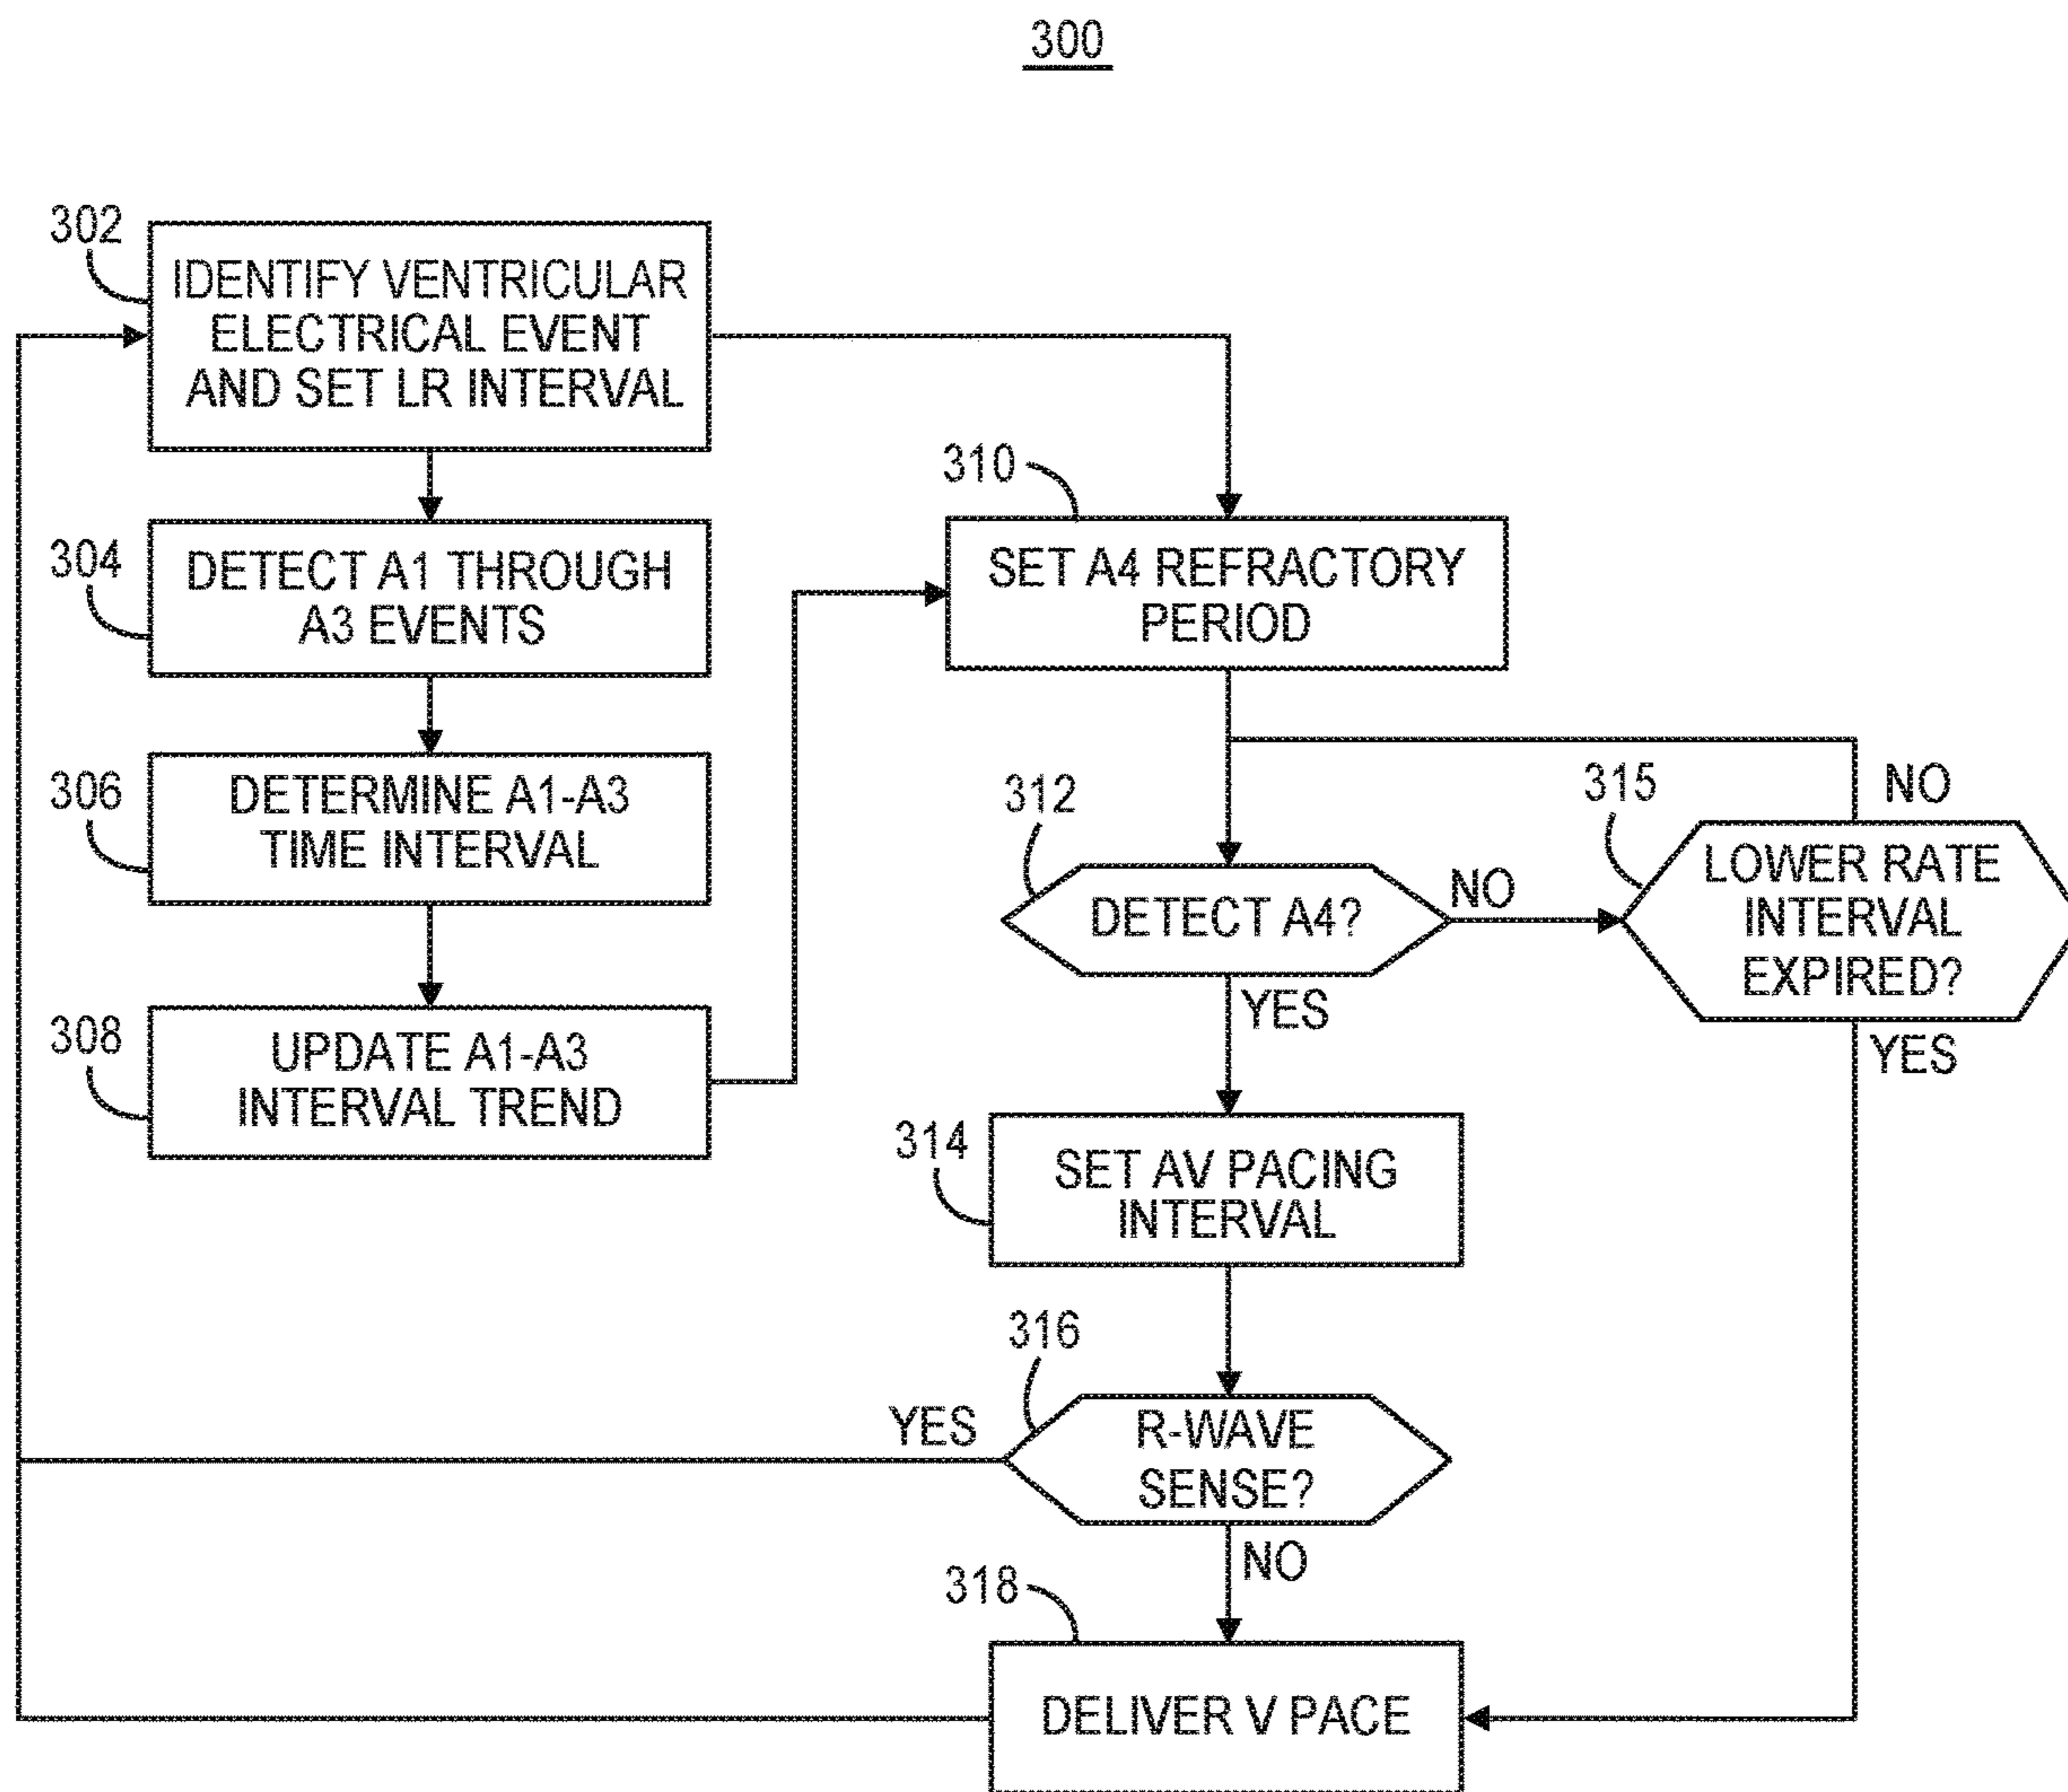 300
302
IDENTIFY VENTRICULAR
ELECTRICAL EVENT
AND SET LR INTERVAL
304
DETECT A1 THROUGH
A3 EVENTS
306
DETERMINE A1-A3
TIME INTERVAL
308
UPDATE A1-A3
INTERVAL TREND
310
SET A4 REFRACTORY
PERIOD
312
DETECT A4?
NO
YES
315
NO
LOWER RATE
INTERVAL
EXPIRED?
YES
314
SET AV PACING
INTERVAL
316
YES
R-WAVE
SENSE?
NO
318
DELIVER V PACE